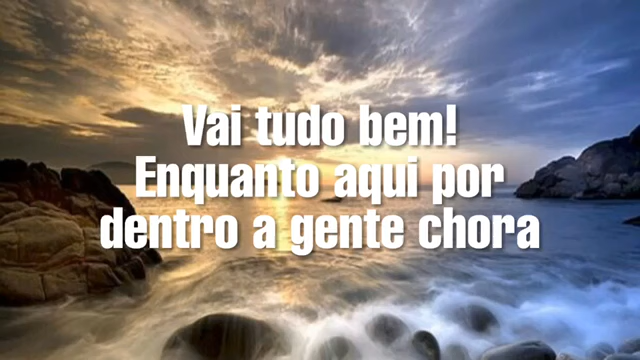 Vai tudo bem!
Enquanto aqui por
dentro a gente chora